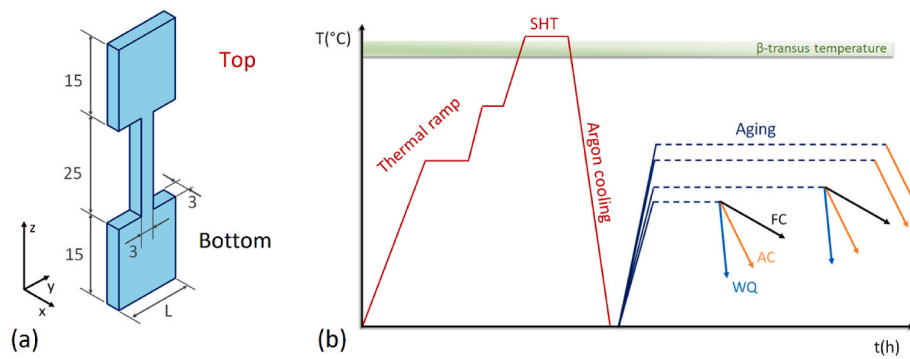 15
Top
25
3
15
3
Bottom
L
z
y
x
(a)
T(°C)
SHT
β-transus temperature
Thermal ramp
Argon cooling
Aging
FC
AC
WQ
t(h)
(b)